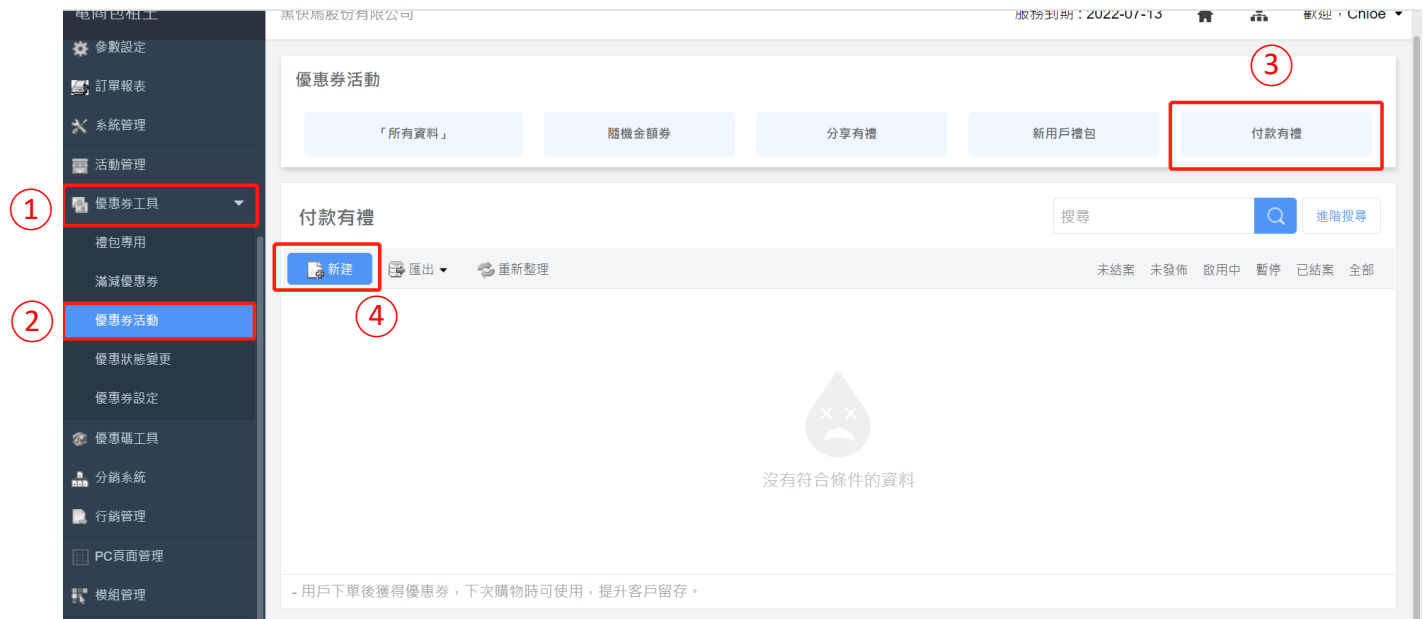 電商包租王
黑快馬股份有限公司
服務到期：2022-07-13
歡迎，Chloe
參數設定
訂單報表
系統管理
活動管理
① 優惠券工具
禮包專用
滿減優惠券
② 優惠券活動
優惠狀態變更
優惠券設定
優惠碼工具
分銷系統
行銷管理
PC頁面管理
模組管理
優惠券活動
③
「所有資料」 隨機金額券 分享有禮 新用戶禮包 付款有禮
付款有禮
搜尋 進階搜尋
新建 匯出 重新整理
未結案 未發佈 啟用中 暫停 已結案 全部
④
沒有符合條件的資料
- 用戶下單後獲得優惠券，下次購物時可使用，提升客戶留存。